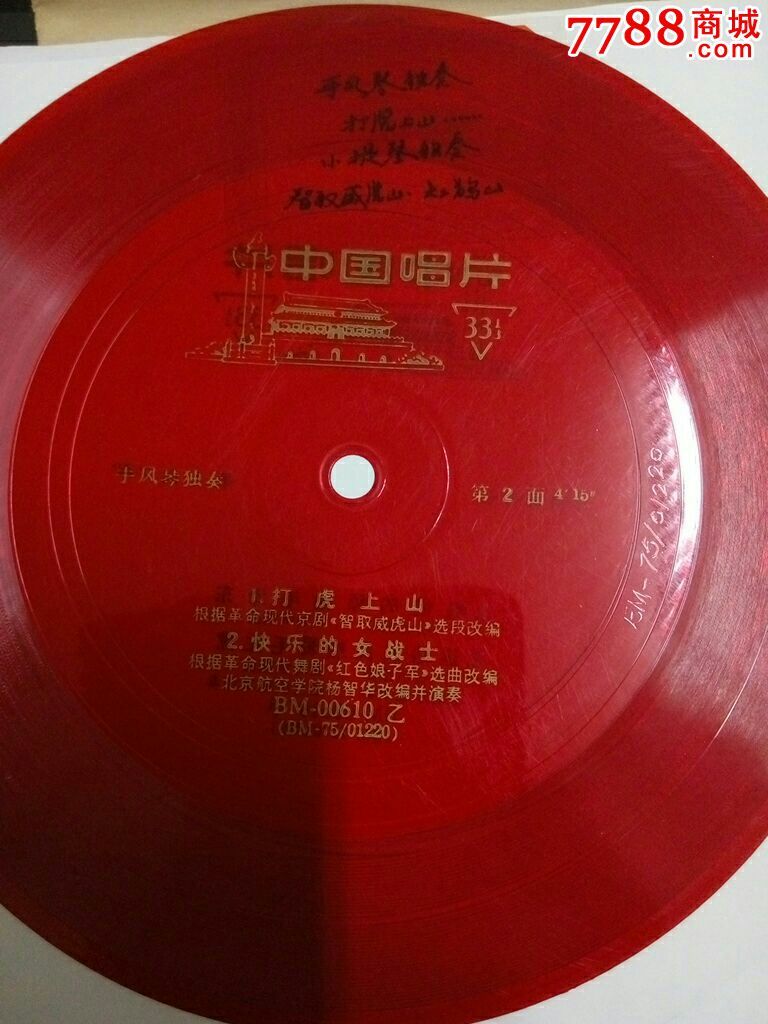 7788商城
.com
手风琴独奏
打虎上山……
小提琴独奏
智取威虎山·
中国唱片
33⅓
手风琴独奏
第 2 面 4′15″
1. 打虎上山
根据革命现代京剧《智取威虎山》选段改编
2. 快乐的女战士
根据革命现代舞剧《红色娘子军》选曲改编
北京航空学院杨智华改编并演奏
BM-00610 乙
(BM-75/01220)
BM-75/01220